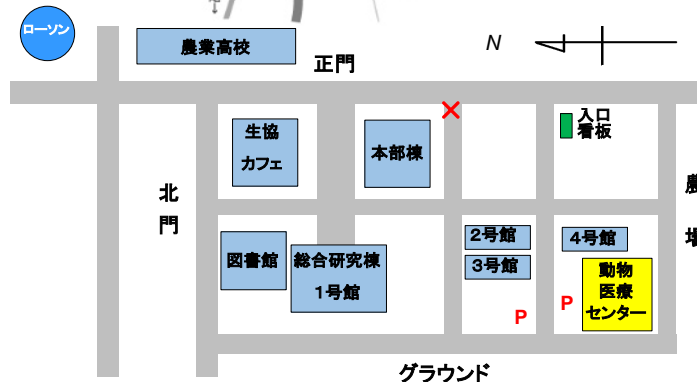 ローソン
農業高校
正門
N
生協
カフェ
本部棟
入口
看板
北
門
農
場
図書館
総合研究棟
1号館
2号館
3号館
4号館
動物
医療
センター
P
P
グラウンド